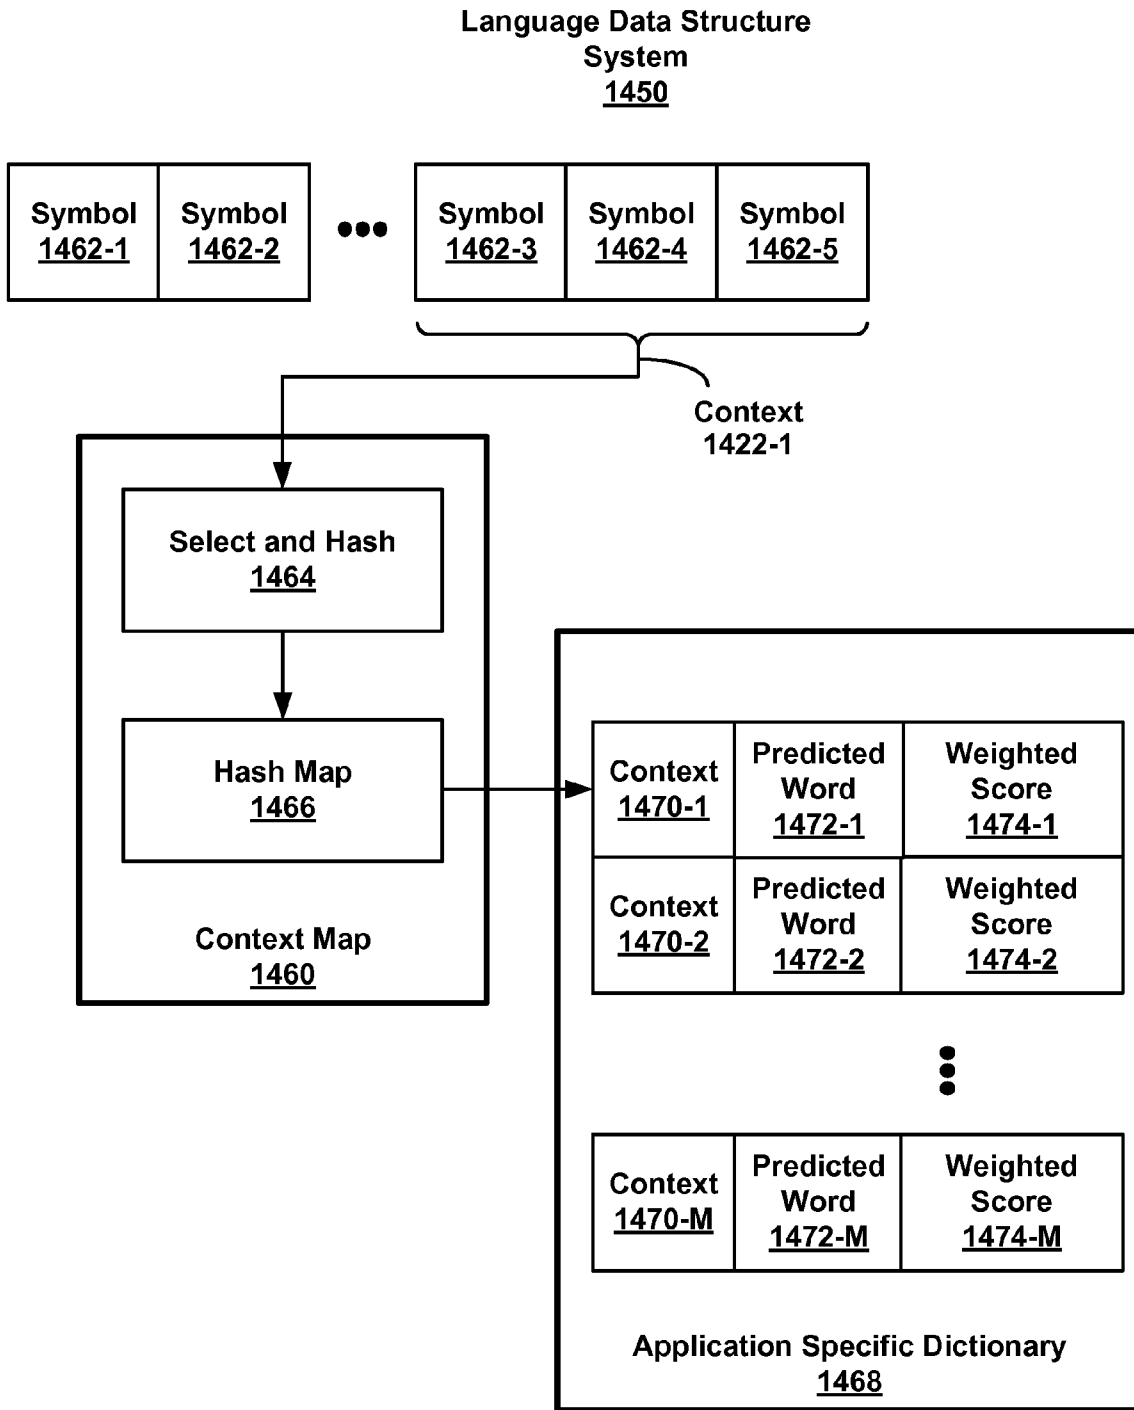 Language Data Structure
System
1450
Symbol
1462-1
Symbol
1462-2
Symbol
1462-3
Symbol
1462-4
Symbol
1462-5
Context
1422-1
Select and Hash
1464
Hash Map
1466
Context Map
1460
Context
1470-1
Predicted
Word
1472-1
Weighted
Score
1474-1
Context
1470-2
Predicted
Word
1472-2
Weighted
Score
1474-2
Context
1470-M
Predicted
Word
1472-M
Weighted
Score
1474-M
Application Specific Dictionary
1468